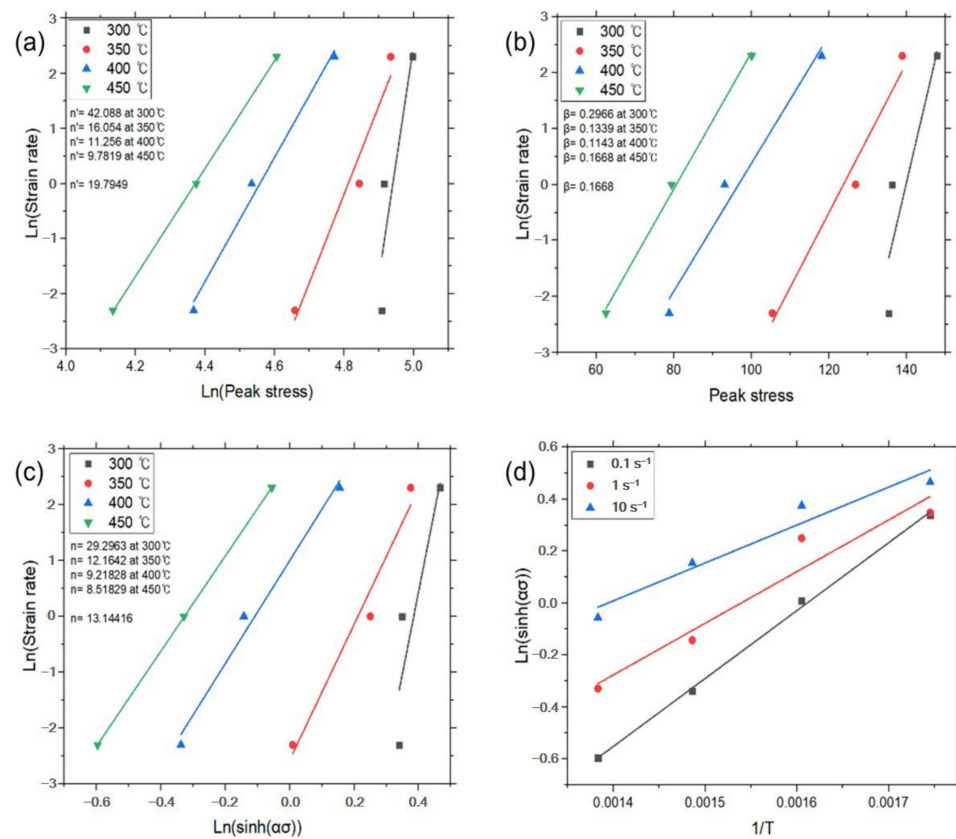 (a)
300 ℃
350 ℃
400 ℃
450 ℃
n'= 42.088 at 300℃
n'= 16.054 at 350℃
n'= 11.256 at 400℃
n'= 9.7819 at 450℃
n'= 19.7949
Ln(Strain rate)
3
2
1
0
−1
−2
−3
4.0
4.2
4.4
4.6
4.8
5.0
Ln(Peak stress)
(b)
300 ℃
350 ℃
400 ℃
450 ℃
β= 0.2966 at 300℃
β= 0.1339 at 350℃
β= 0.1143 at 400℃
β= 0.1668 at 450℃
β= 0.1668
Ln(Strain rate)
3
2
1
0
−1
−2
−3
60
80
100
120
140
Peak stress
(c)
300 ℃
350 ℃
400 ℃
450 ℃
n= 29.2963 at 300℃
n= 12.1642 at 350℃
n= 9.21828 at 400℃
n= 8.51829 at 450℃
n= 13.14416
Ln(Strain rate)
3
2
1
0
−1
−2
−3
−0.6
−0.4
−0.2
0.0
0.2
0.4
Ln(sinh(ασ))
(d)
0.1 s⁻¹
1 s⁻¹
10 s⁻¹
Ln(sinh(ασ))
0.6
0.4
0.2
0.0
−0.2
−0.4
−0.6
0.0014
0.0015
0.0016
0.0017
1/T